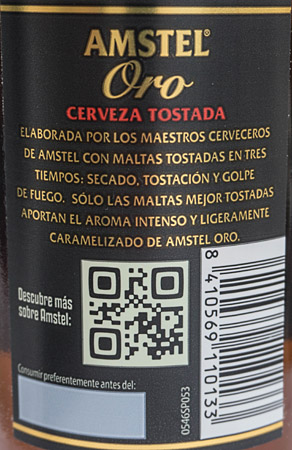 AMSTEL®
Oro
CERVEZA TOSTADA
ELABORADA POR LOS MAESTROS CERVECEROS
DE AMSTEL CON MALTAS TOSTADAS EN TRES
TIEMPOS: SECADO, TOSTACIÓN Y GOLPE
DE FUEGO. SÓLO LAS MALTAS MEJOR TOSTADAS
APORTAN EL AROMA INTENSO Y LIGERAMENTE
CARAMELIZADO DE AMSTEL ORO.
Descubre más
sobre Amstel:
Consumir preferentemente antes del:
0546SP053
8 410569 110133